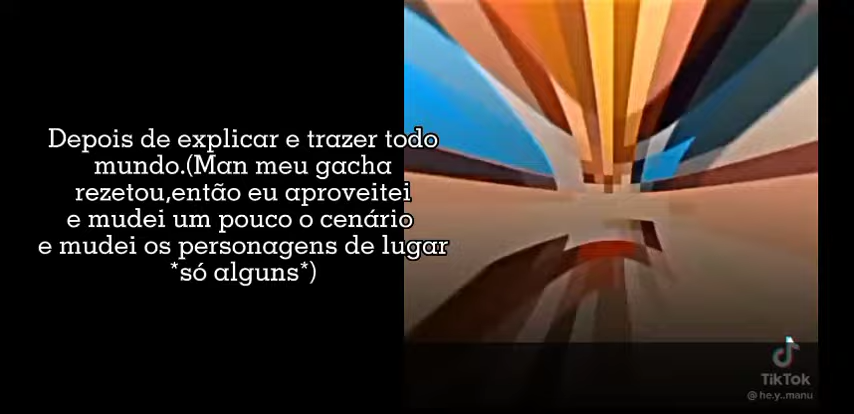 Depois de explicar e trazer todo
mundo.(Man meu gacha
rezetou,então eu aproveitei
e mudei um pouco o cenário
e mudei os personagens de lugar
*só alguns*)
TikTok
@he.y..manu